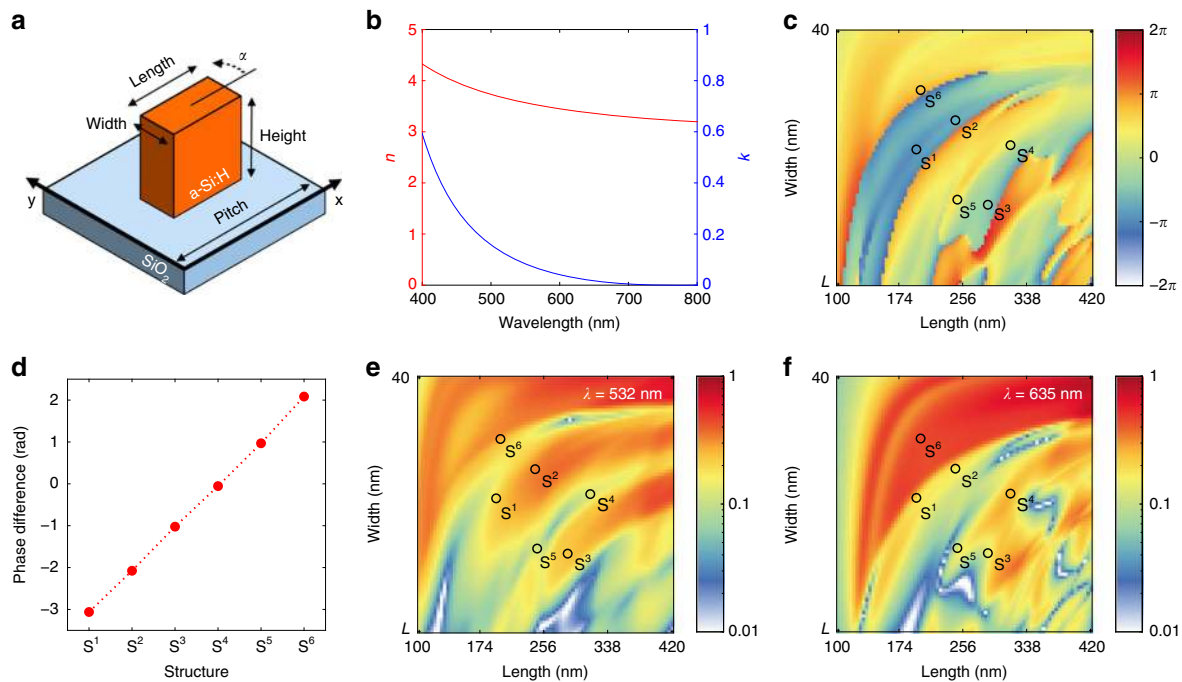 a
Length
α
Width
Height
a-Si:H
y
x
Pitch
SiO2
b
5
4
3
2
1
0
n
1
0.8
0.6
0.4
0.2
0
k
400
500
600
700
800
Wavelength (nm)
c
40
Width (nm)
L
S6
S2
S1
S4
S5
S3
100
174
256
338
420
Length (nm)
2π
π
0
−π
−2π
d
2
1
0
−1
−2
−3
Phase difference (rad)
S1
S2
S3
S4
S5
S6
Structure
e
40
Width (nm)
L
λ = 532 nm
S6
S2
S1
S4
S5
S3
100
174
256
338
420
Length (nm)
1
0.1
0.01
f
40
Width (nm)
L
λ = 635 nm
S6
S2
S1
S4
S5
S3
100
174
256
338
420
Length (nm)
1
0.1
0.01